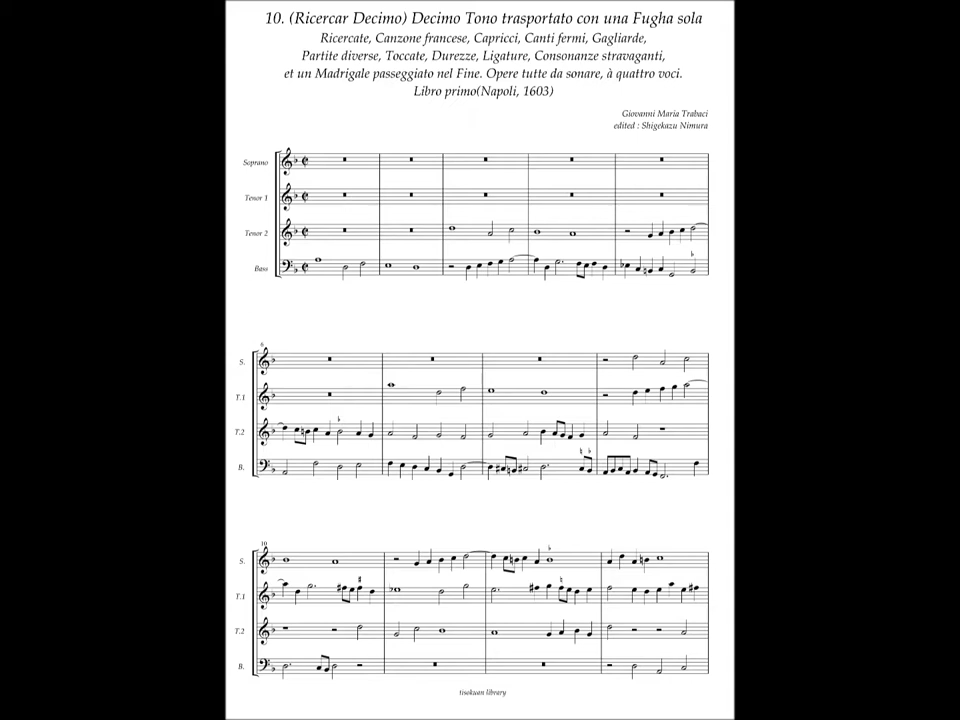 10. (Ricercar Decimo) Decimo Tono trasportato con una Fugha sola
Ricercate, Canzone francese, Capricci, Canti fermi, Gagliarde,
Partite diverse, Toccate, Durezze, Ligature, Consonanze stravaganti,
et un Madrigale passeggiato nel Fine. Opere tutte da sonare, à quattro voci.
Libro primo(Napoli, 1603)
Giovanni Maria Trabaci
edited : Shigekazu Nimura
Soprano
Tenor 1
Tenor 2
Bass
6
S.
T.1
T.2
B.
10
S.
T.1
T.2
B.
tisekuan library